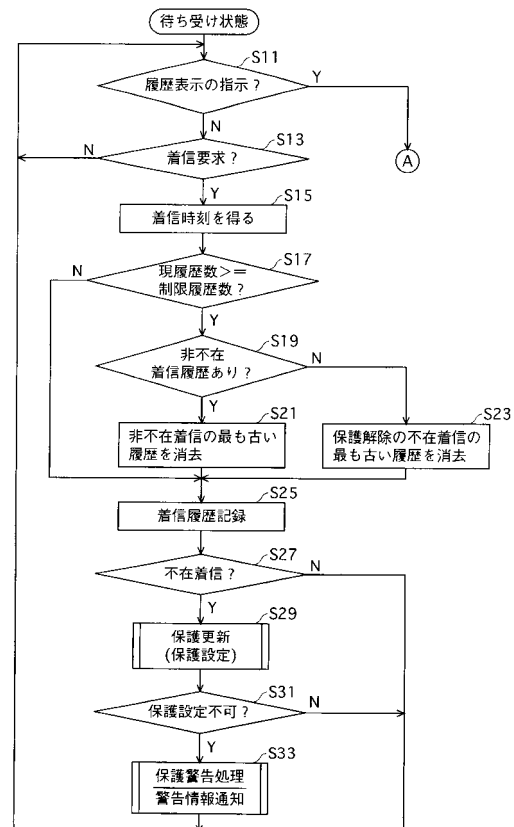 待ち受け状態
S11
履歴表示の指示?
Y
N
A
S13
着信要求?
N
Y
S15
着信時刻を得る
S17
現履歴数>=
制限履歴数?
N
Y
S19
非不在
着信履歴あり?
N
Y
S21
非不在着信の最も古い
履歴を消去
S23
保護解除の不在着信の
最も古い履歴を消去
S25
着信履歴記録
S27
不在着信?
N
Y
S29
保護更新
(保護設定)
S31
保護設定不可?
N
Y
S33
保護警告処理
警告情報通知